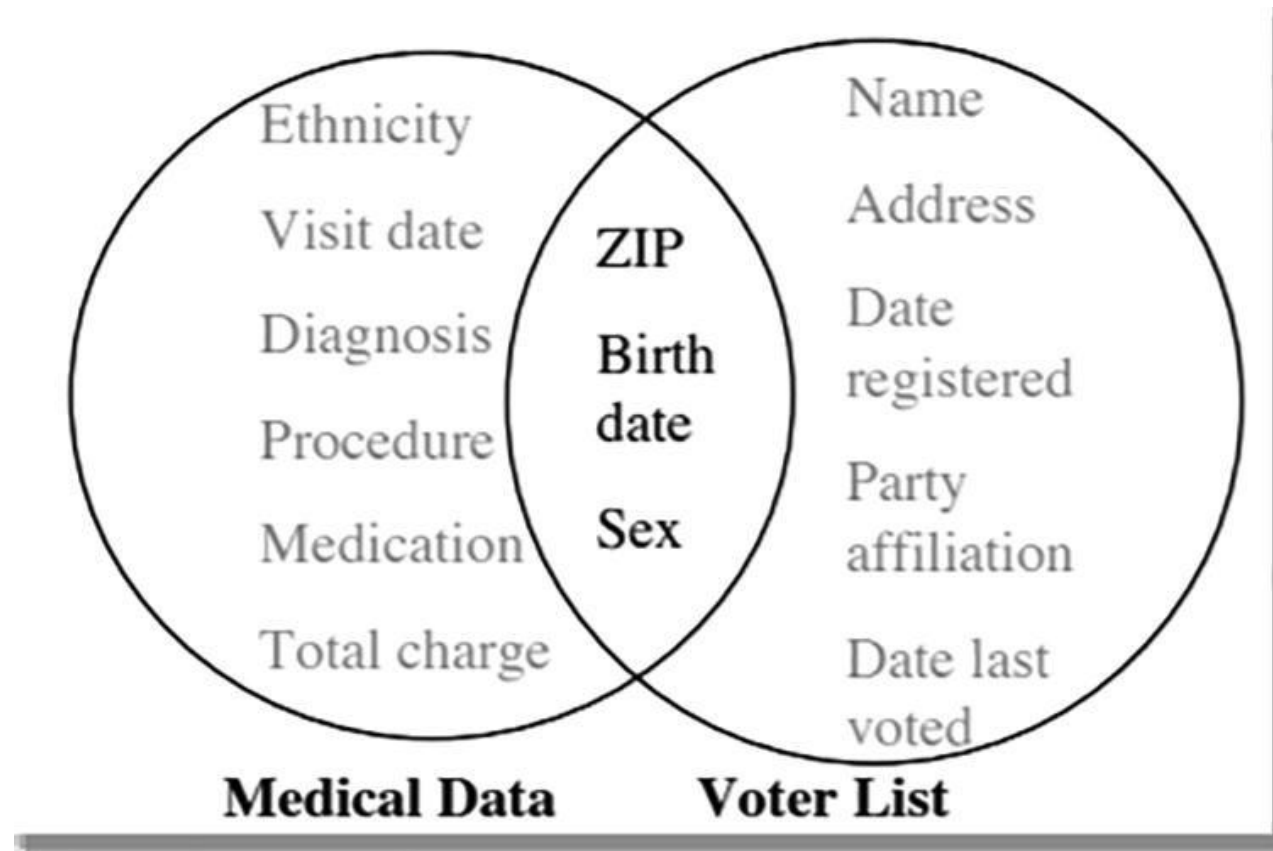 Ethnicity
Visit date
Diagnosis
Procedure
Medication
Total charge
ZIP
Birth
date
Sex
Name
Address
Date
registered
Party
affiliation
Date last
voted
Medical Data
Voter List